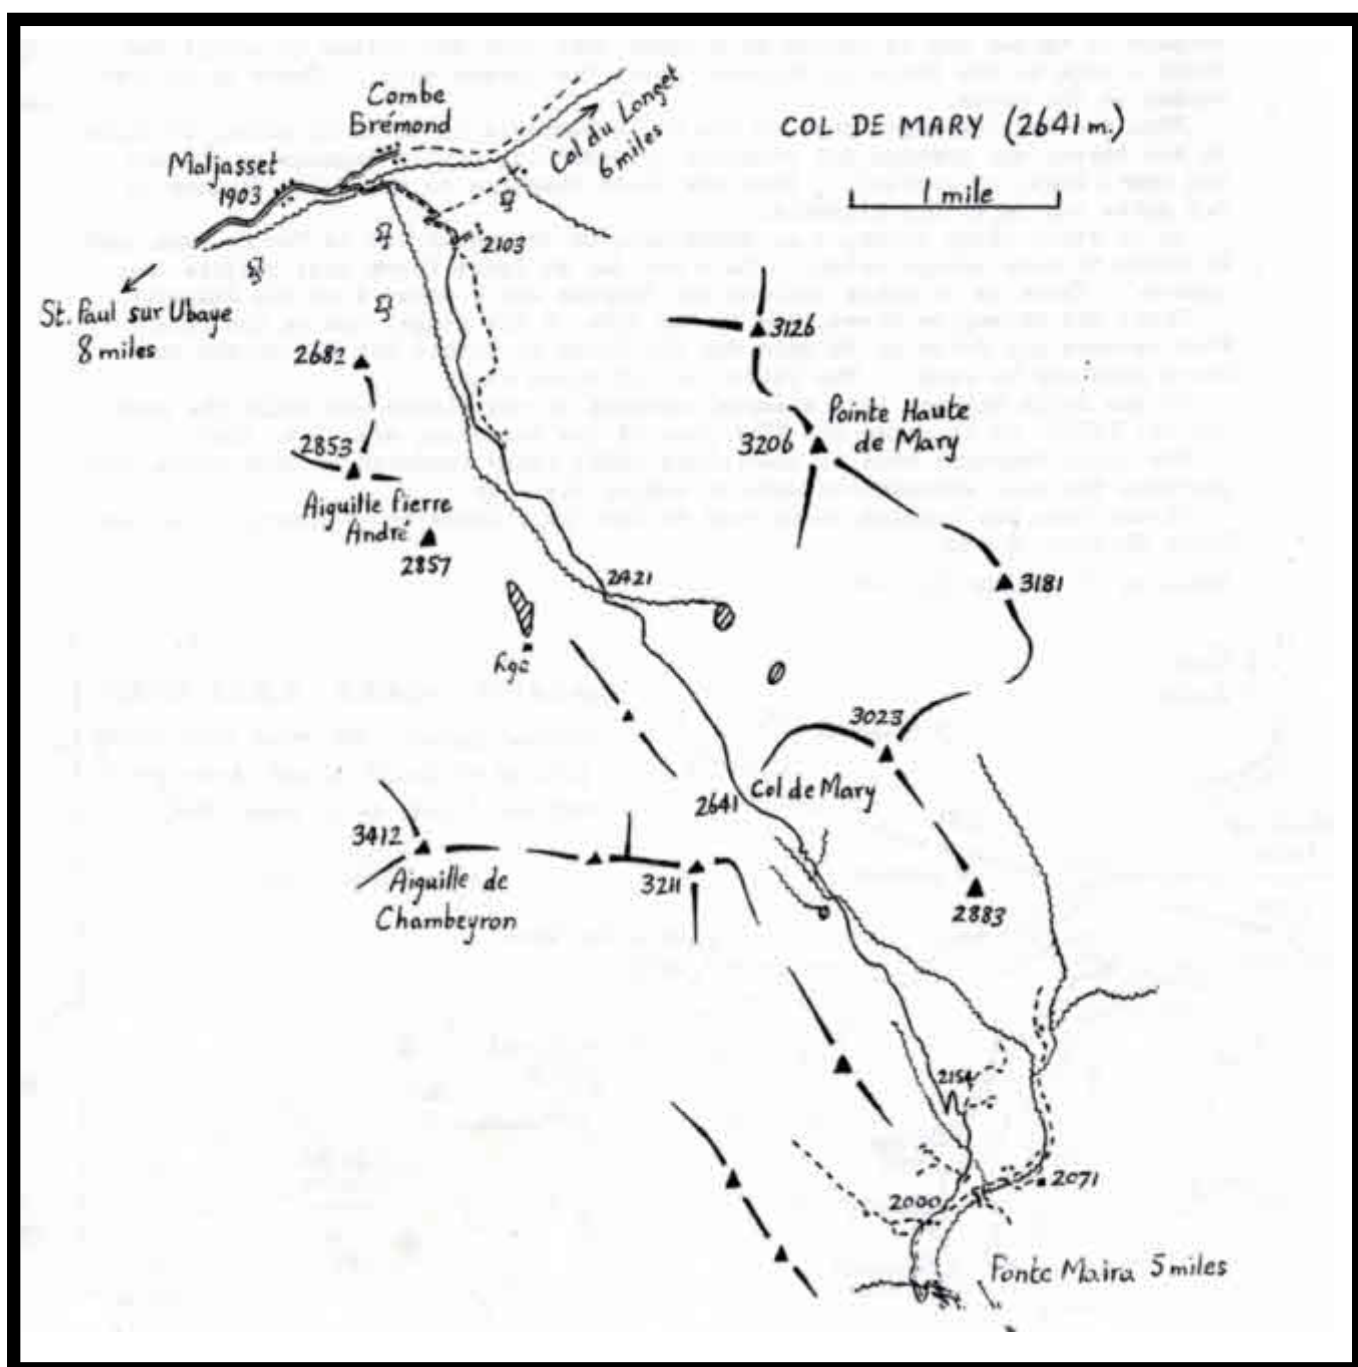 Combe
Brémond
Maljasset
1903
Col du Longet
6 miles
COL DE MARY (2641 m.)
1 mile
2103
St. Paul sur Ubaye
8 miles
2682
3126
Pointe Haute
de Mary
3206
2853
Aiguille Pierre
André
2857
2421
3181
Rge
3023
Col de Mary
2641
3412
Aiguille de
Chambeyron
3211
2883
2154
2071
2000
Ponte Maira 5 miles